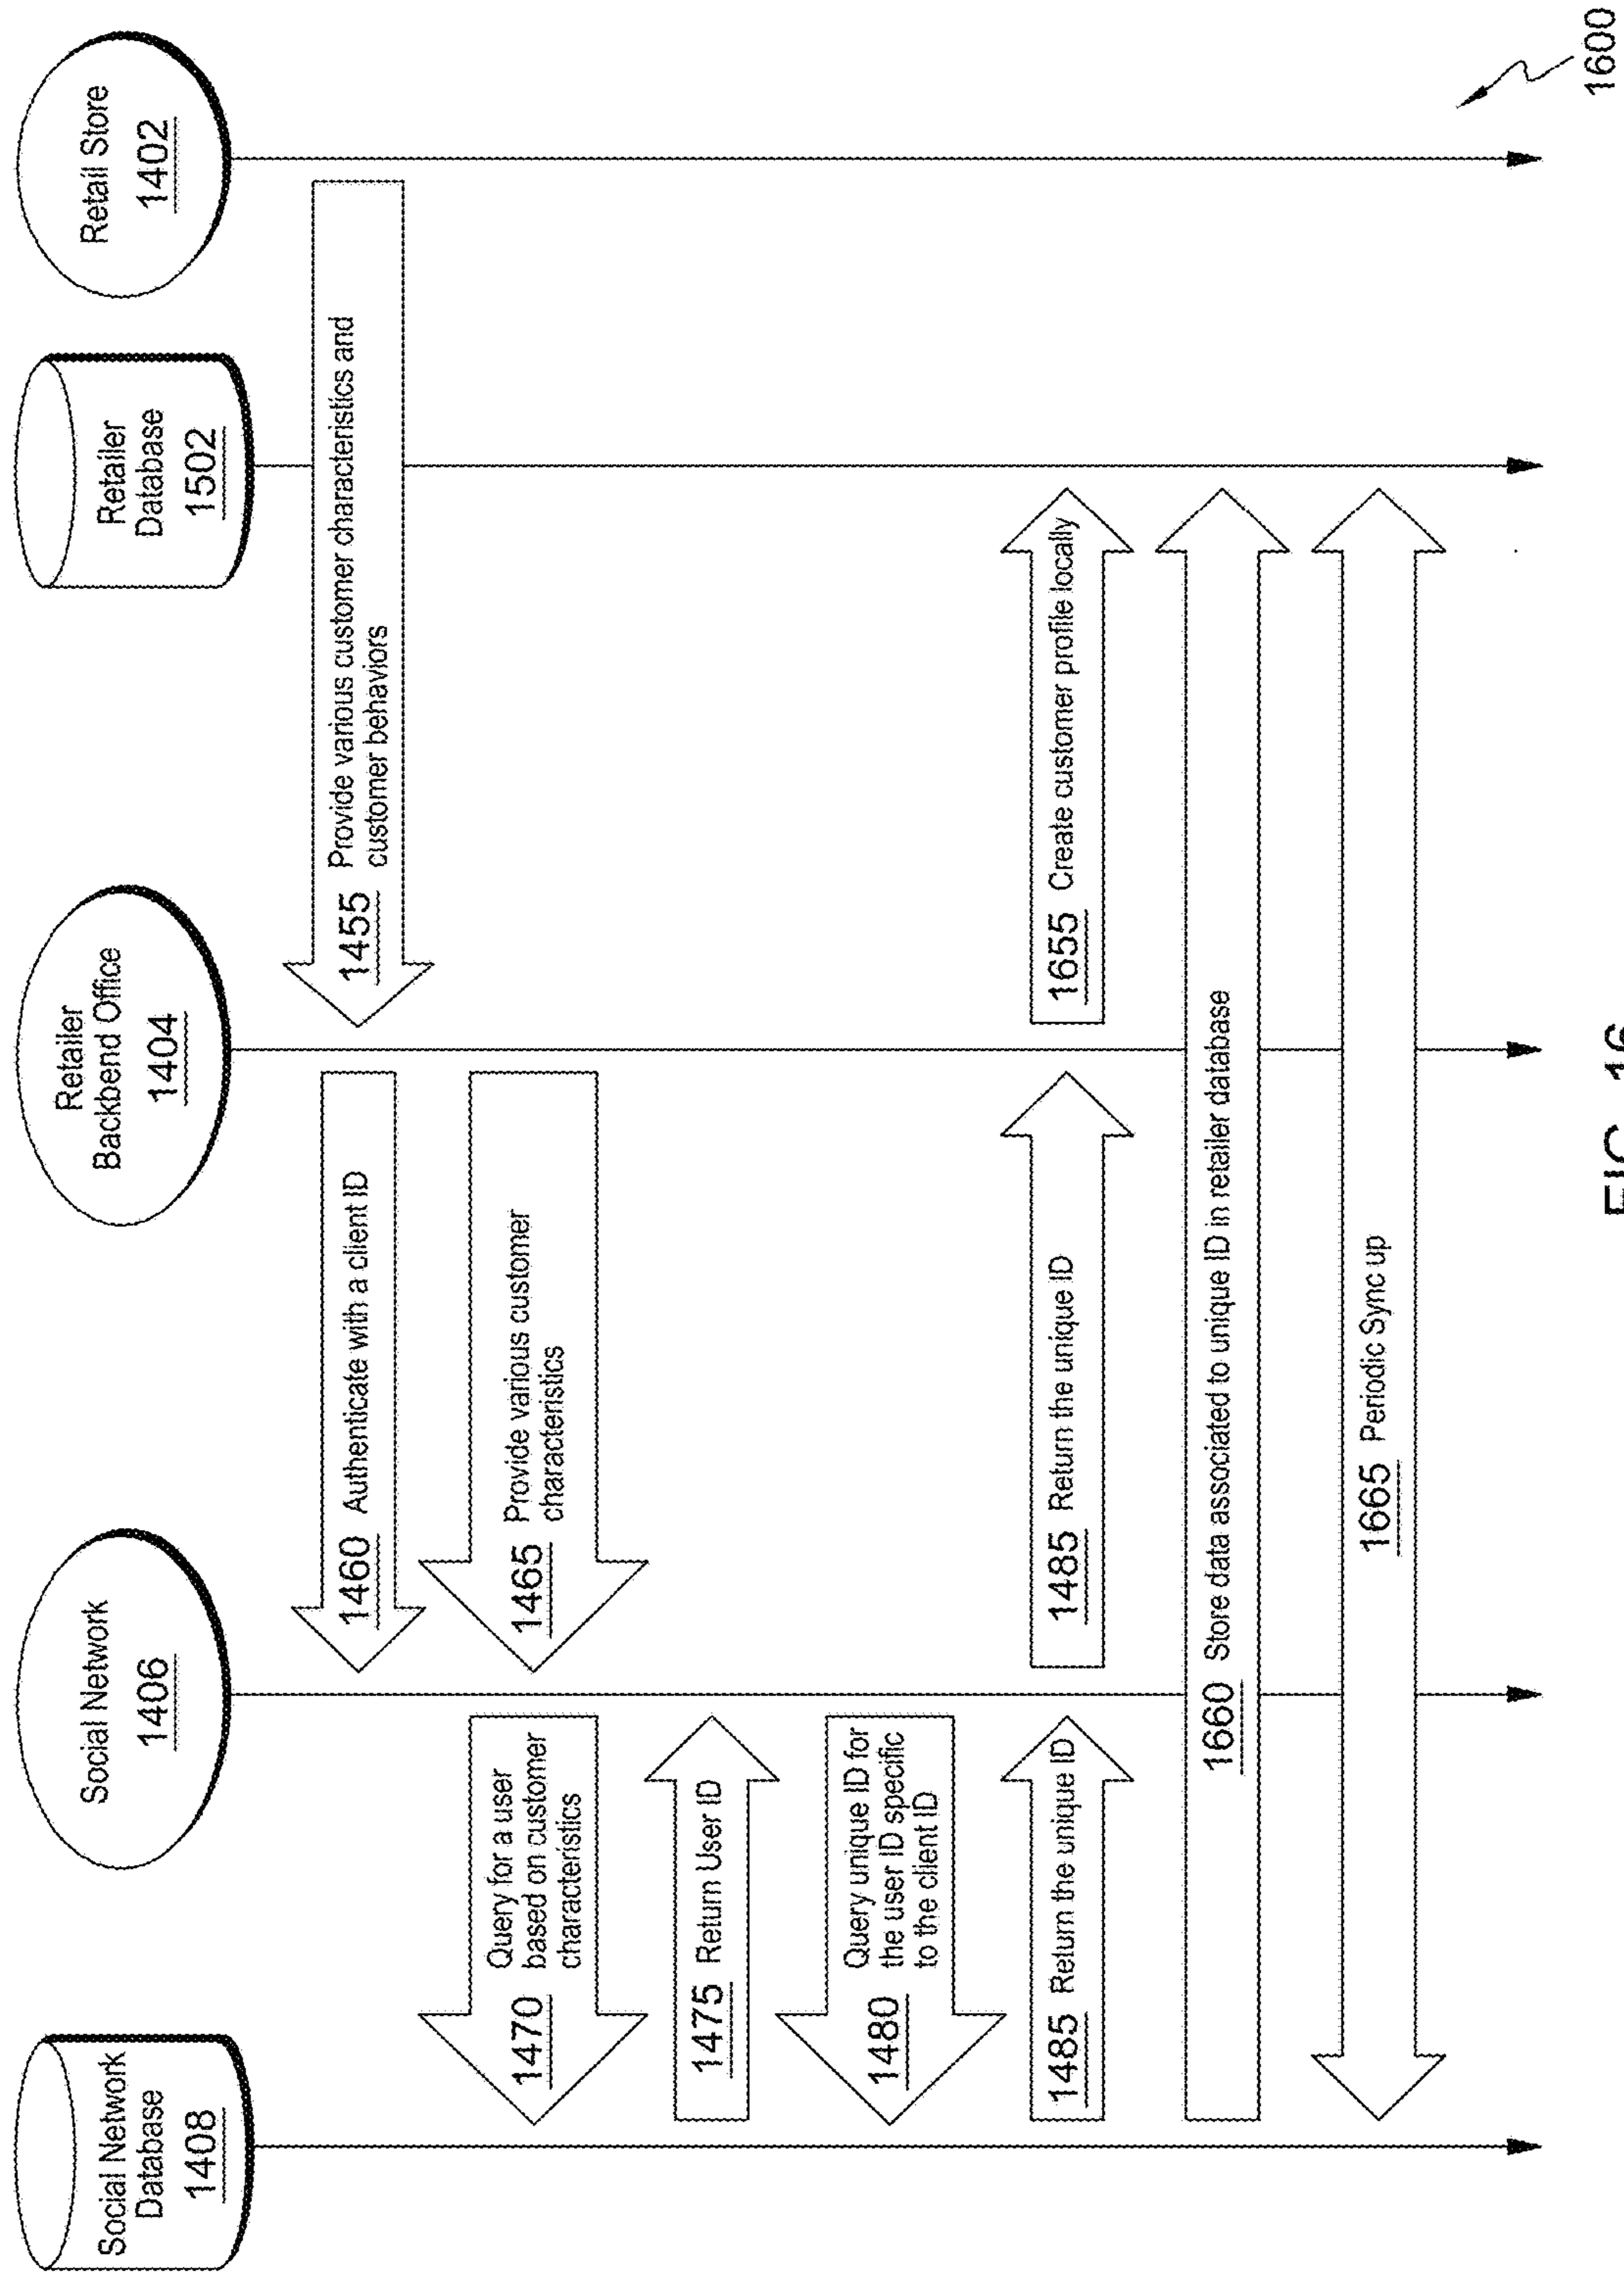 Social Network
Database
1408
Social Network
1406
Retailer
Backbend Office
1404
Retailer
Database
1502
Retail Store
1402
1455 Provide various customer characteristics and
customer behaviors
1460 Authenticate with a client ID
1465 Provide various customer
characteristics
1470 Query for a user
based on customer
characteristics
1475 Return User ID
1480 Query unique ID for
the user ID specific
to the client ID
1485 Return the unique ID
1485 Return the unique ID
1655 Create customer profile locally
1660 Store data associated to unique ID in retailer database
1665 Periodic Sync up
1600
FIG. 16